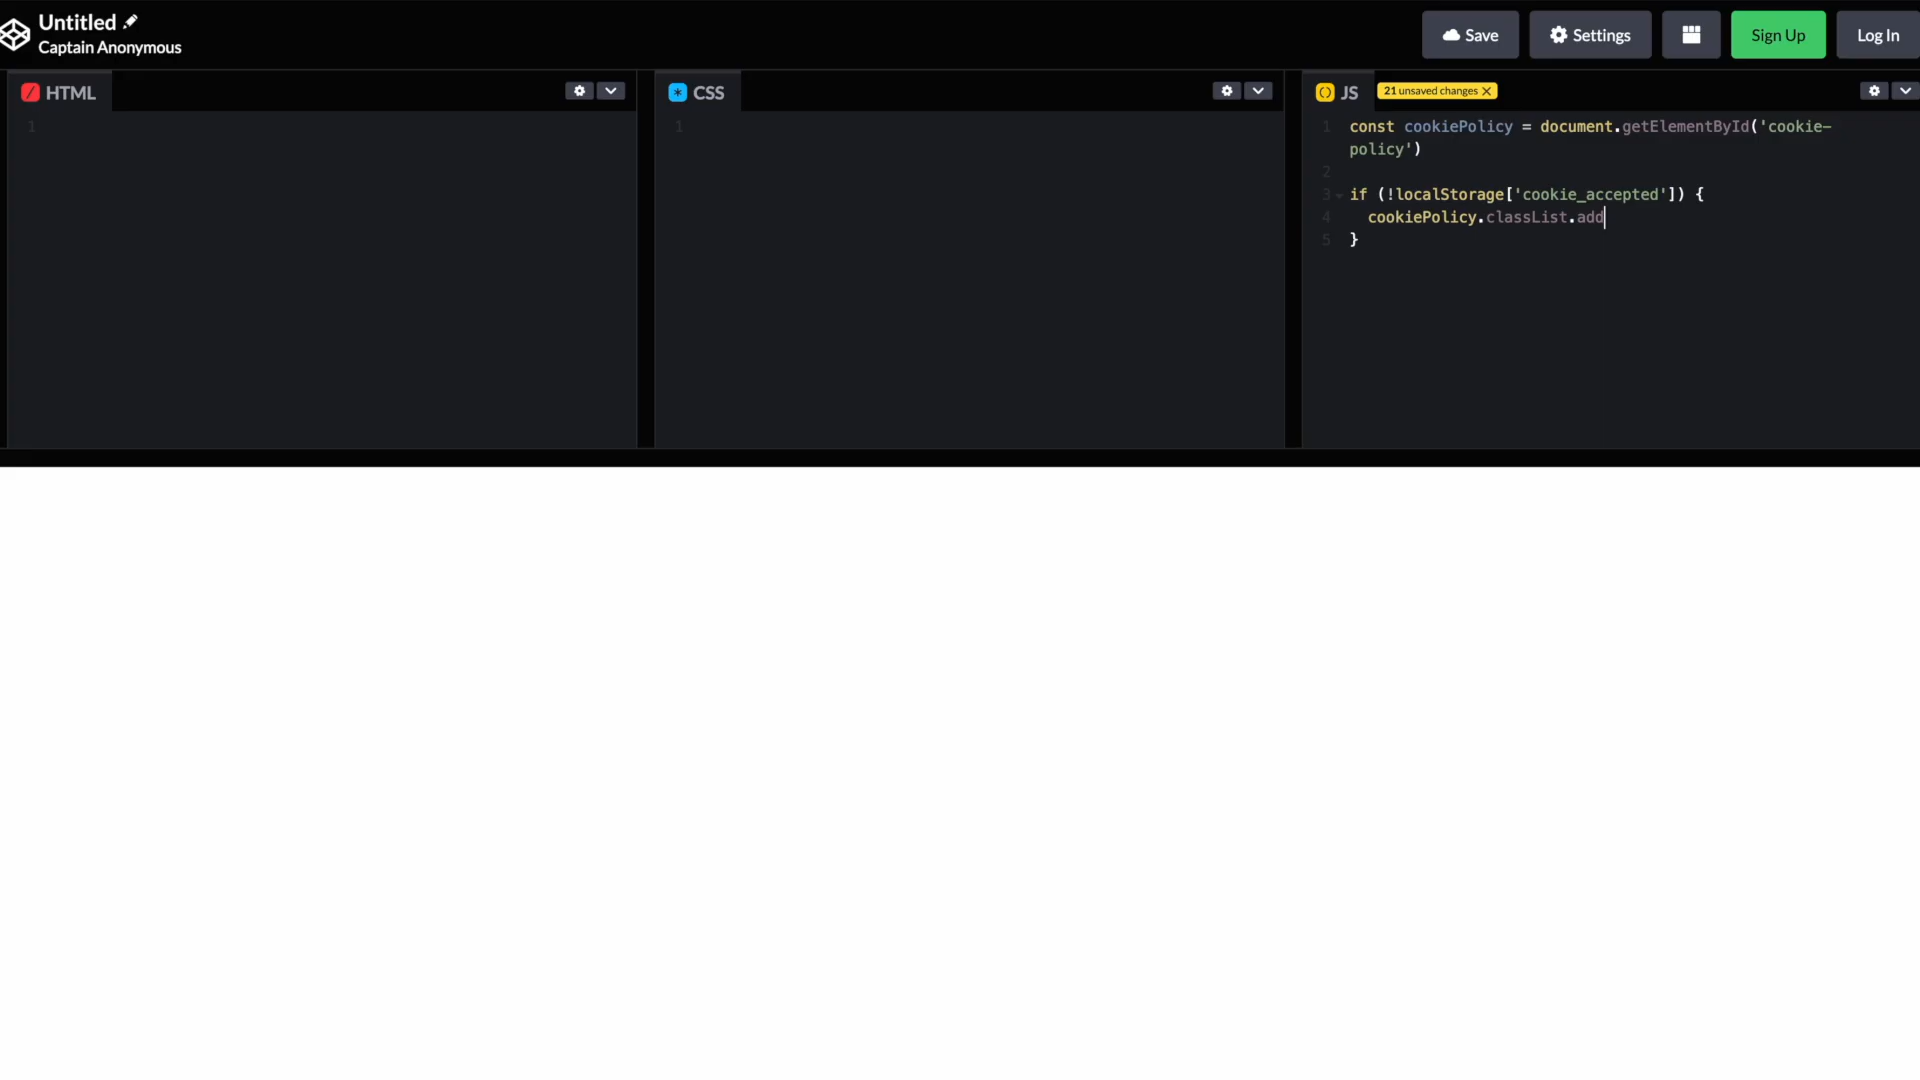 Untitled
Captain Anonymous
Save
Settings
Sign Up
Log In
HTML
1
CSS
1
JS
21 unsaved changes
1 const cookiePolicy = document.getElementById('cookie-
policy')
2
3 if (!localStorage['cookie_accepted']) {
4 cookiePolicy.classList.add
5 }